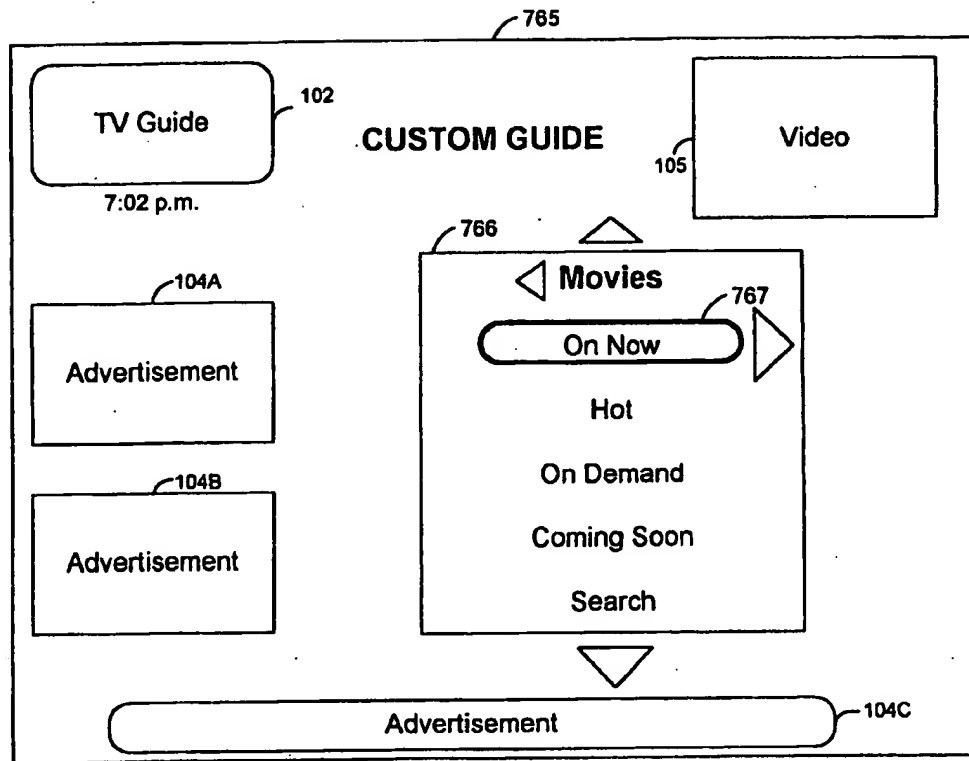 765
TV Guide
102
CUSTOM GUIDE
Video
105
7:02 p.m.
766
Movies
767
On Now
104A
Advertisement
Hot
On Demand
104B
Advertisement
Coming Soon
Search
Advertisement
104C